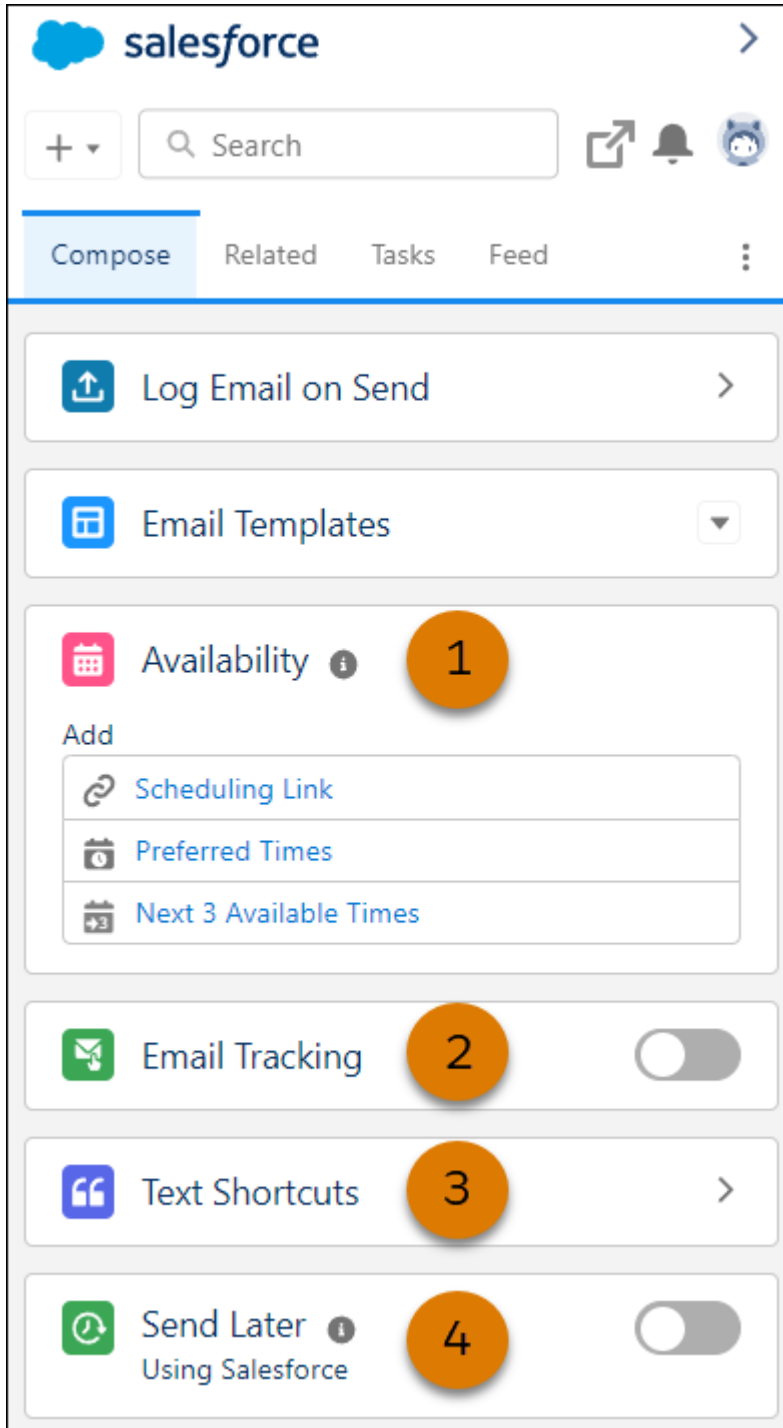 salesforce
Search
Compose Related Tasks Feed
Log Email on Send
Email Templates
Availability 1
Add
Scheduling Link
Preferred Times
3 Next 3 Available Times
Email Tracking 2
Text Shortcuts 3
Send Later 4
Using Salesforce